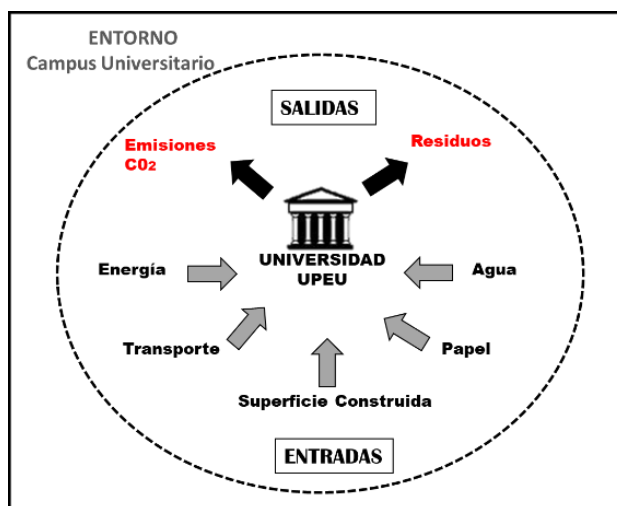 ENTORNO
Campus Universitario
SALIDAS
Emisiones
C0₂
Residuos
UNIVERSIDAD
UPEU
Energía
Agua
Transporte
Papel
Superficie Construida
ENTRADAS